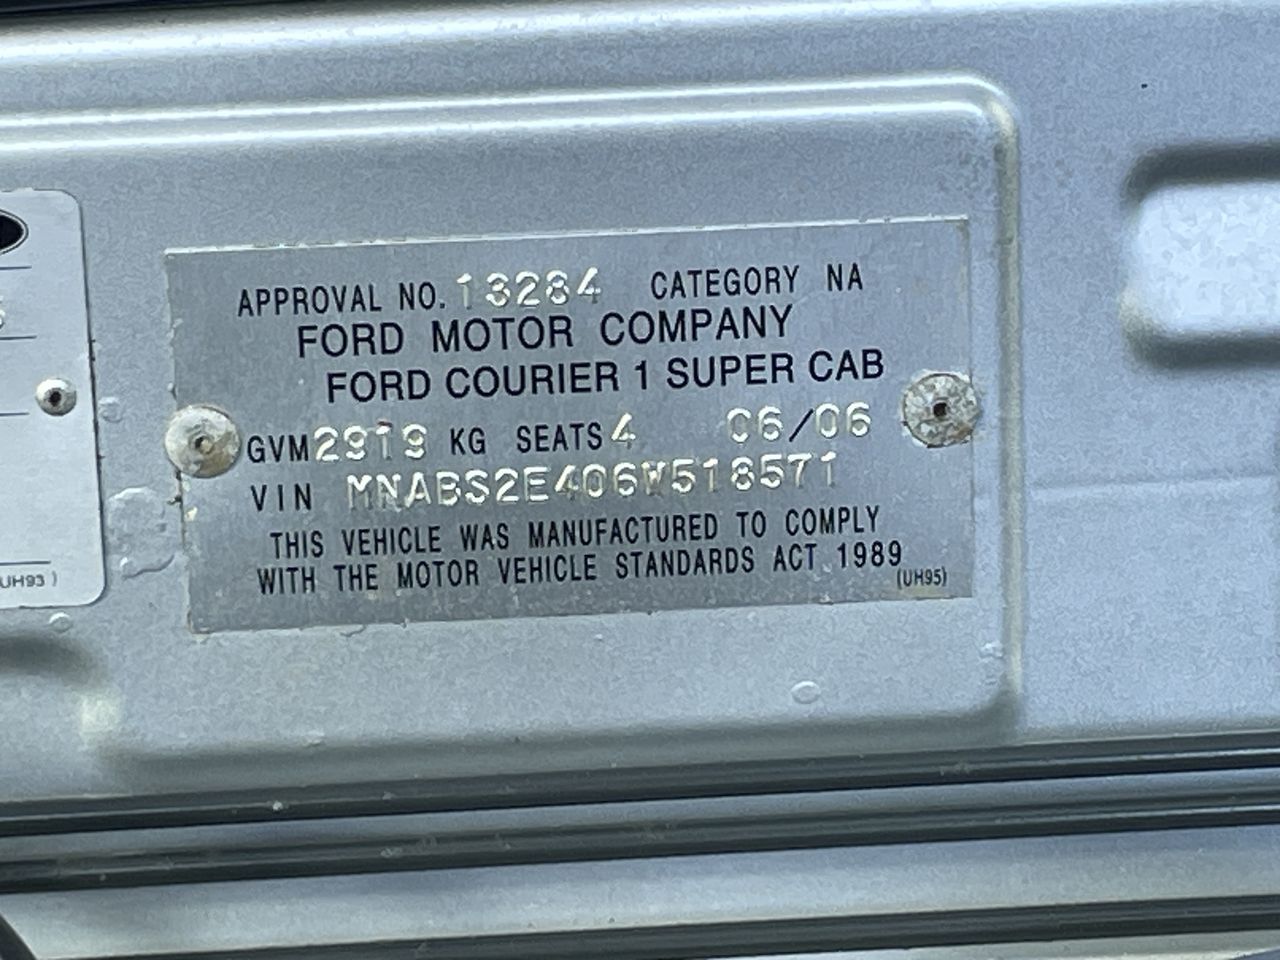 APPROVAL NO. 13284 CATEGORY NA
FORD MOTOR COMPANY
FORD COURIER 1 SUPER CAB
GVM 2919 KG SEATS 4 06/06
VIN MNABS2E406W518571
THIS VEHICLE WAS MANUFACTURED TO COMPLY
WITH THE MOTOR VEHICLE STANDARDS ACT 1989
(UH95)
UH93 )